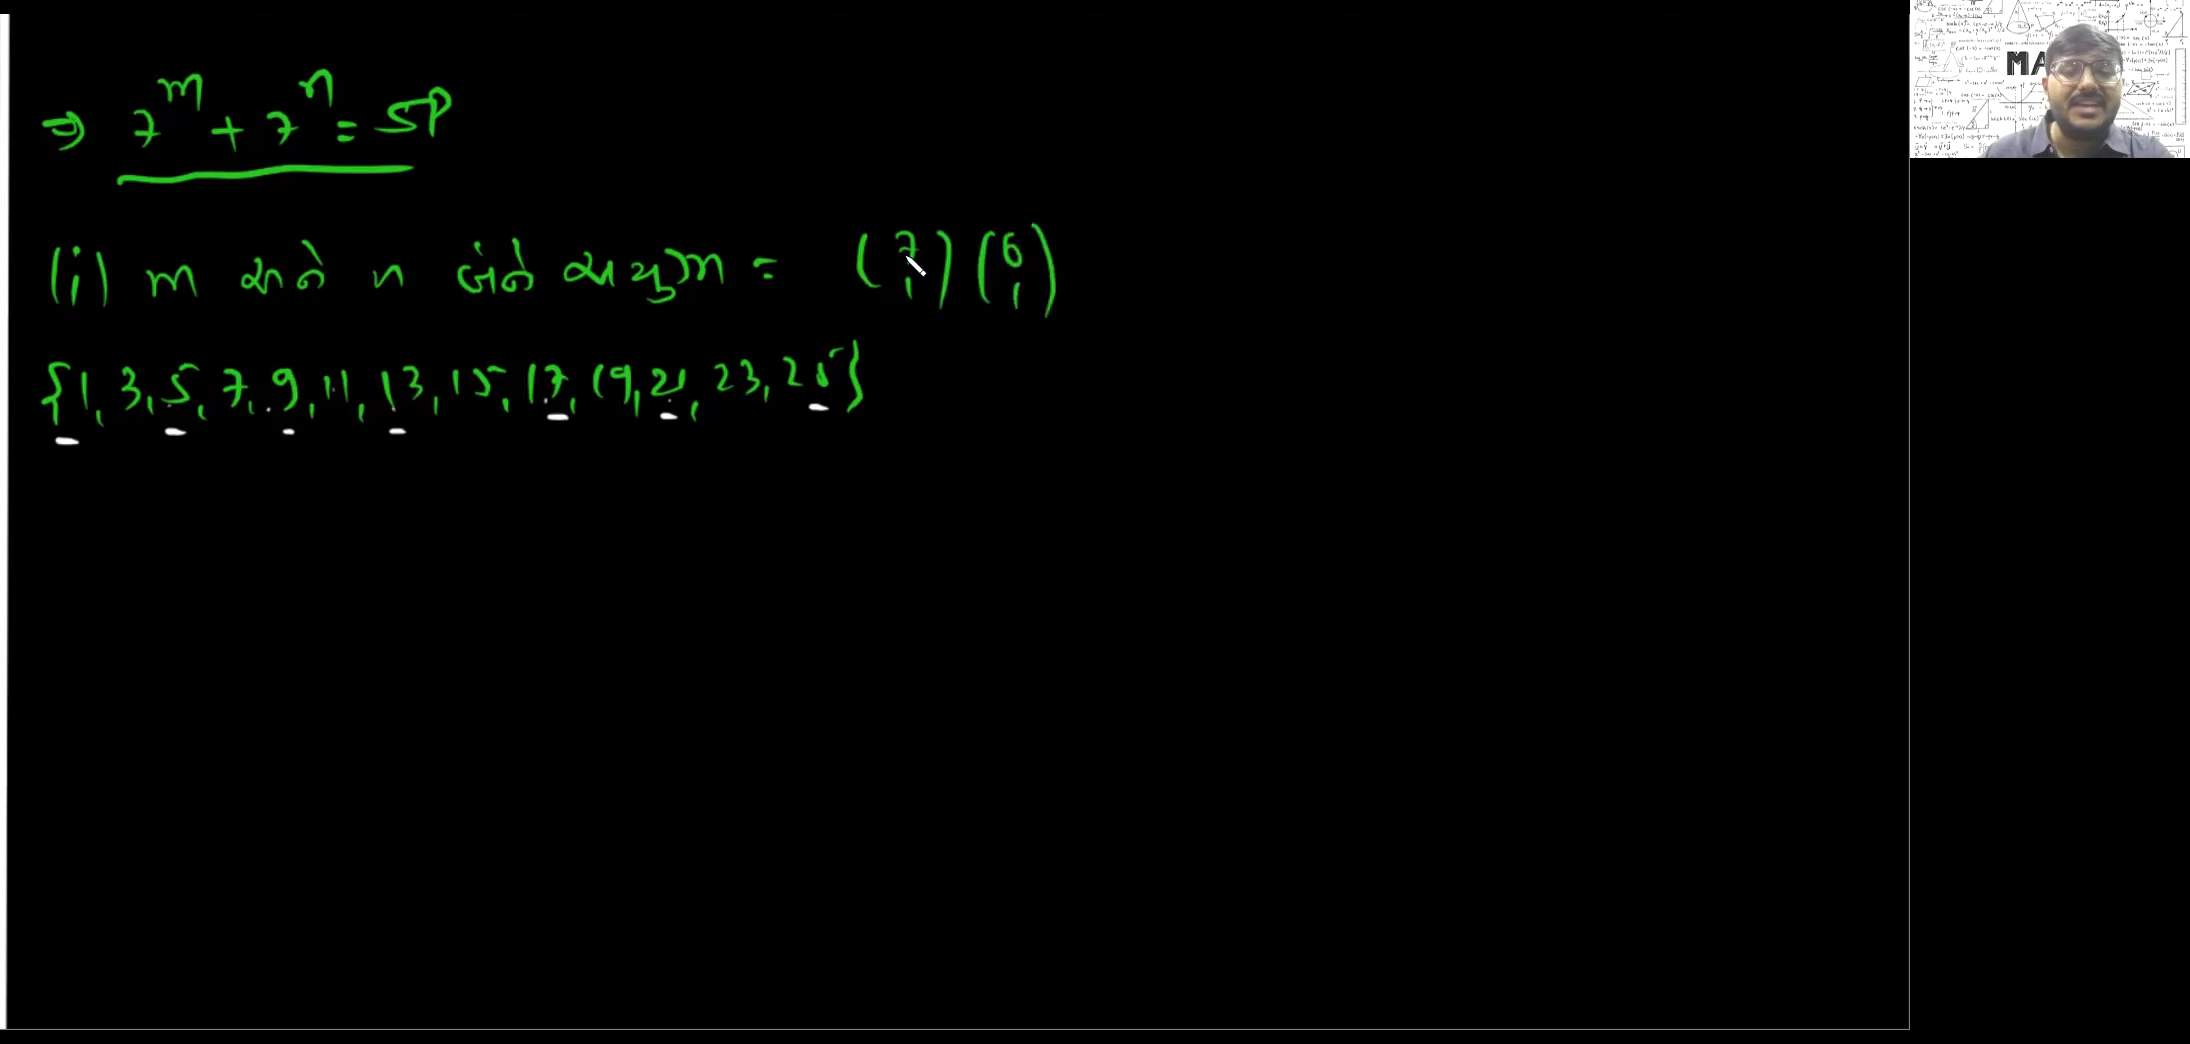 ⇒ 7^m + 7^n = 5P
(i) m અને n બંને અયુગ્મ = (7 1) (6 1)
{1, 3, 5, 7, 9, 11, 13, 15, 17, 19, 21, 23, 25}
MA